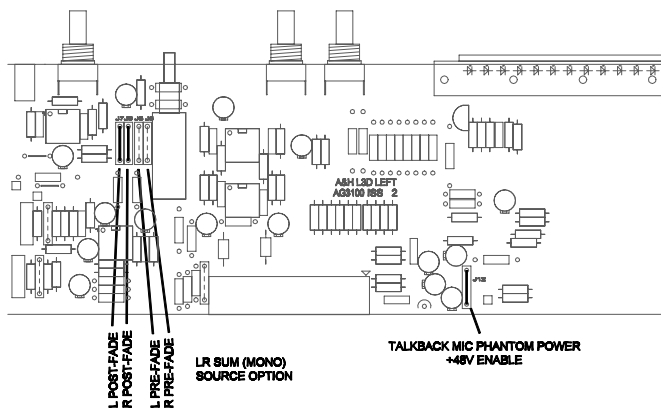 A&H L3D LEFT
AG3100 ISS 2
J12
L POST-FADE
R POST-FADE
L PRE-FADE
R PRE-FADE
LR SUM (MONO)
SOURCE OPTION
TALKBACK MIC PHANTOM POWER
+48V ENABLE